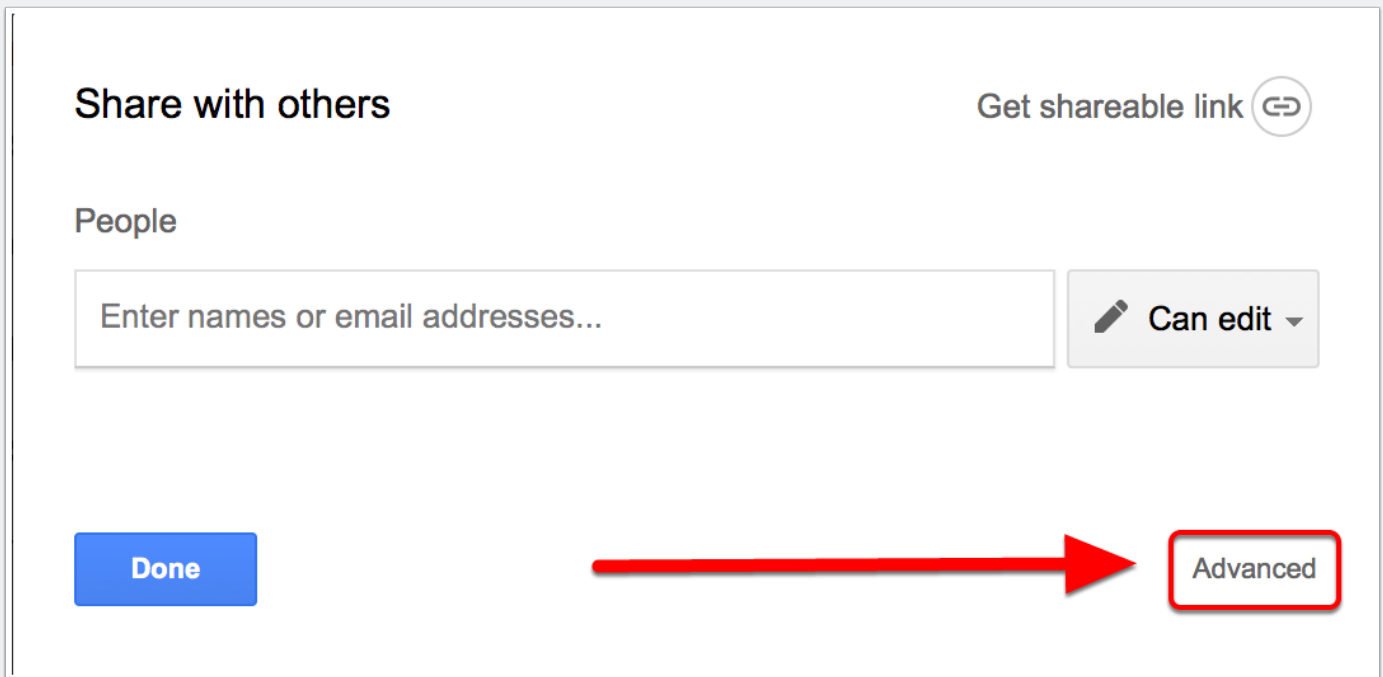 Share with others
Get shareable link
People
Enter names or email addresses...
Can edit
Done
Advanced